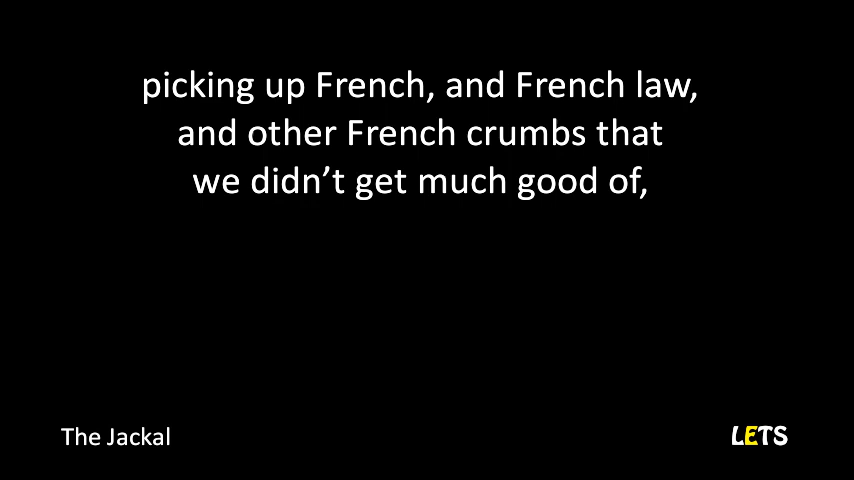 picking up French, and French law,
and other French crumbs that
we didn’t get much good of,
The Jackal
LETS